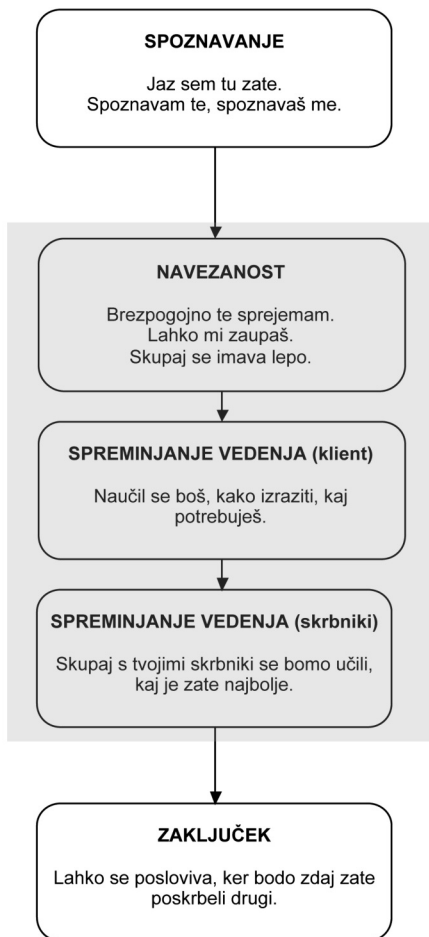 SPOZNAVANJE
Jaz sem tu zate.
Spoznavam te, spoznavaš me.
NAVEZANOST
Brezpogojno te sprejemam.
Lahko mi zaupaš.
Skupaj se imava lepo.
SPREMINJANJE VEDENJA (klient)
Naučil se boš, kako izraziti, kaj
potrebuješ.
SPREMINJANJE VEDENJA (skrbniki)
Skupaj s tvojimi skrbniki se bomo učili,
kaj je zate najbolje.
ZAKLJUČEK
Lahko se posloviva, ker bodo zdaj zate
poskrbeli drugi.